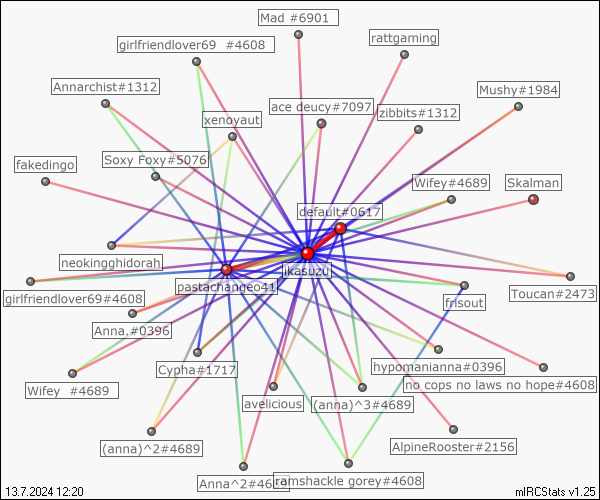 Mad #6901
girlfriendlover69  #4608
rattgaming
Annarchist#1312
Mushy#1984
ace deucy#7097
zibbits#1312
xenoyaut
fakedingo
Soxy Foxy#5076
Wifey#4689
Skalman
default#0617
neokingghidorah
ikasuzu
pastachangeo41
girlfriendlover69#4608
frisout
Toucan#2473
Anna.#0396
Cypha#1717
hypomanianna#0396
no cops no laws no hope#4608
Wifey  #4689
avelicious
(anna)^3#4689
(anna)^2#4689
AlpineRooster#2156
Anna^2#4689
ramshackle gorey#4608
13.7.2024 12:20
mIRCStats v1.25